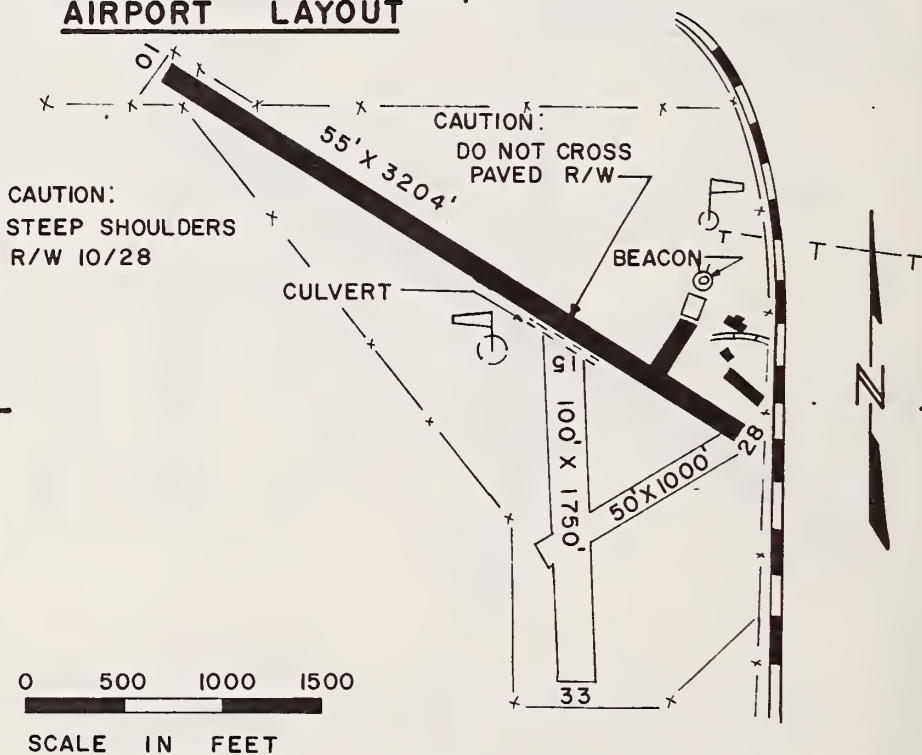 AIRPORT LAYOUT
10
55' X 3204'
CAUTION:
DO NOT CROSS
PAVED R/W
CAUTION:
STEEP SHOULDERS
R/W 10/28
T
T
T
BEACON
CULVERT
15
100' X 1750'
50' X 1000'
28
N
33
0 500 1000 1500
SCALE IN FEET